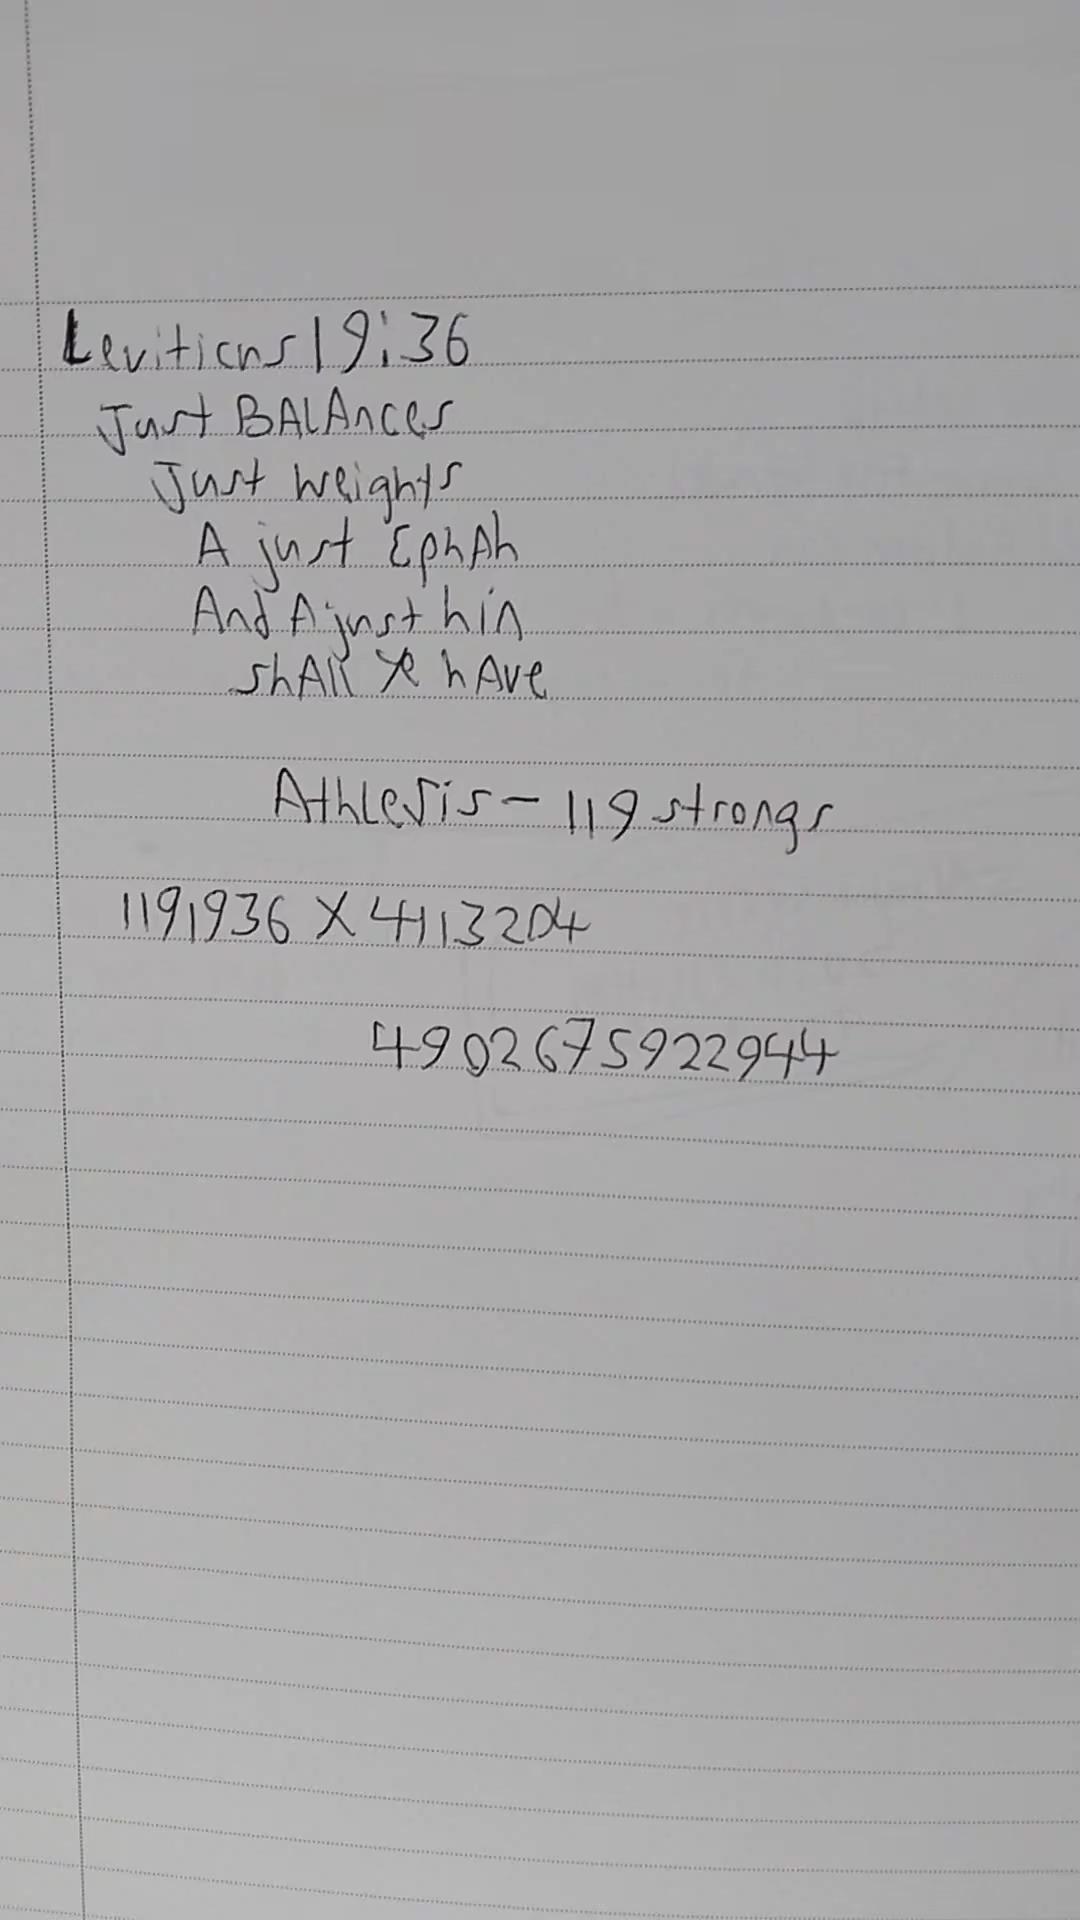 Leviticus 19:36
Just BALAnces
Just weights
A just EphAh
And A just hin
shAll ye hAve
Athlesis - 119 strongs
1191936 X 4113204
4902675922944